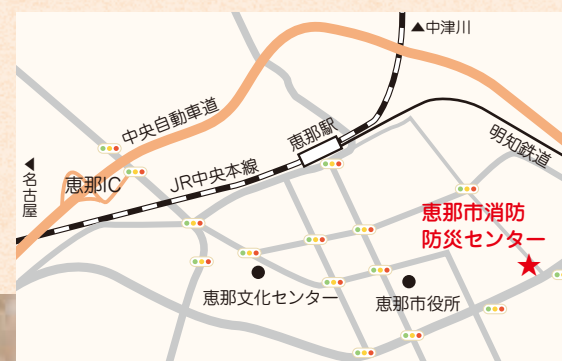 ▲中津川
中央自動車道
恵那駅
明知鉄道
▲名古屋
恵那IC
JR中央本線
恵那市消防
防災センター
恵那文化センター
恵那市役所